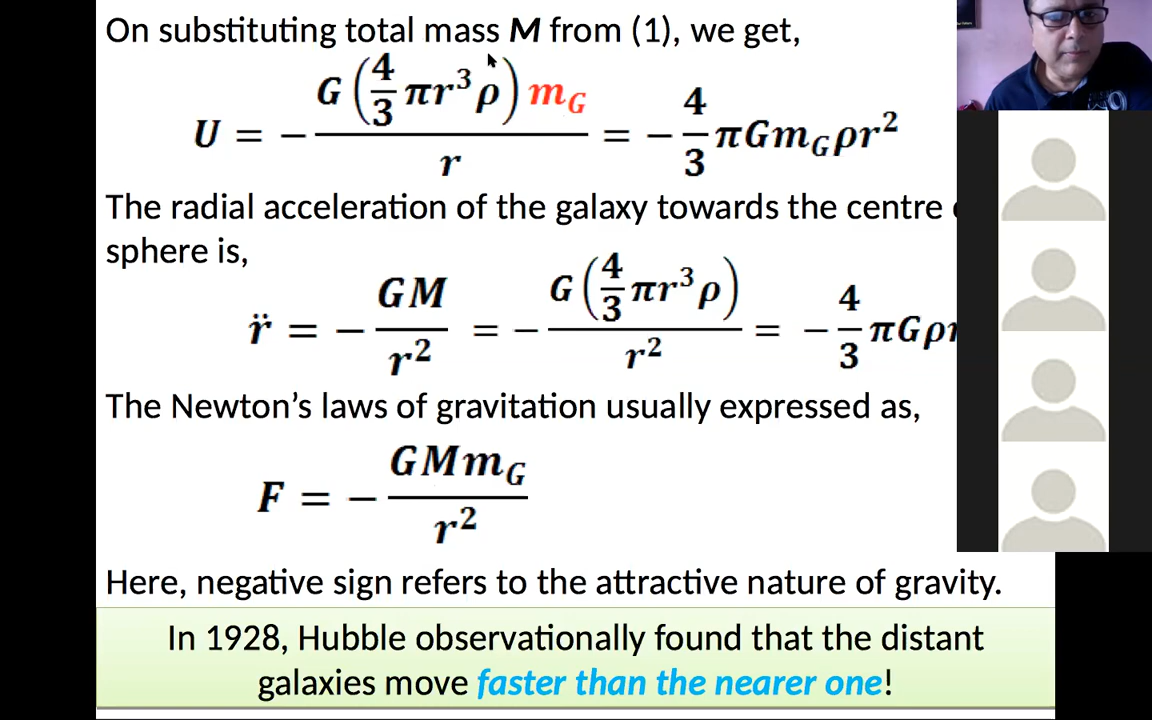 On substituting total mass M from (1), we get,
U = − G(4/3 πr³ρ) m_G / r = − 4/3 πGm_Gρr²
The radial acceleration of the galaxy towards the centre
sphere is,
r̈ = − GM / r² = − G(4/3 πr³ρ) / r² = − 4/3 πGρ
The Newton’s laws of gravitation usually expressed as,
F = − GMm_G / r²
Here, negative sign refers to the attractive nature of gravity.
In 1928, Hubble observationally found that the distant
galaxies move faster than the nearer one!